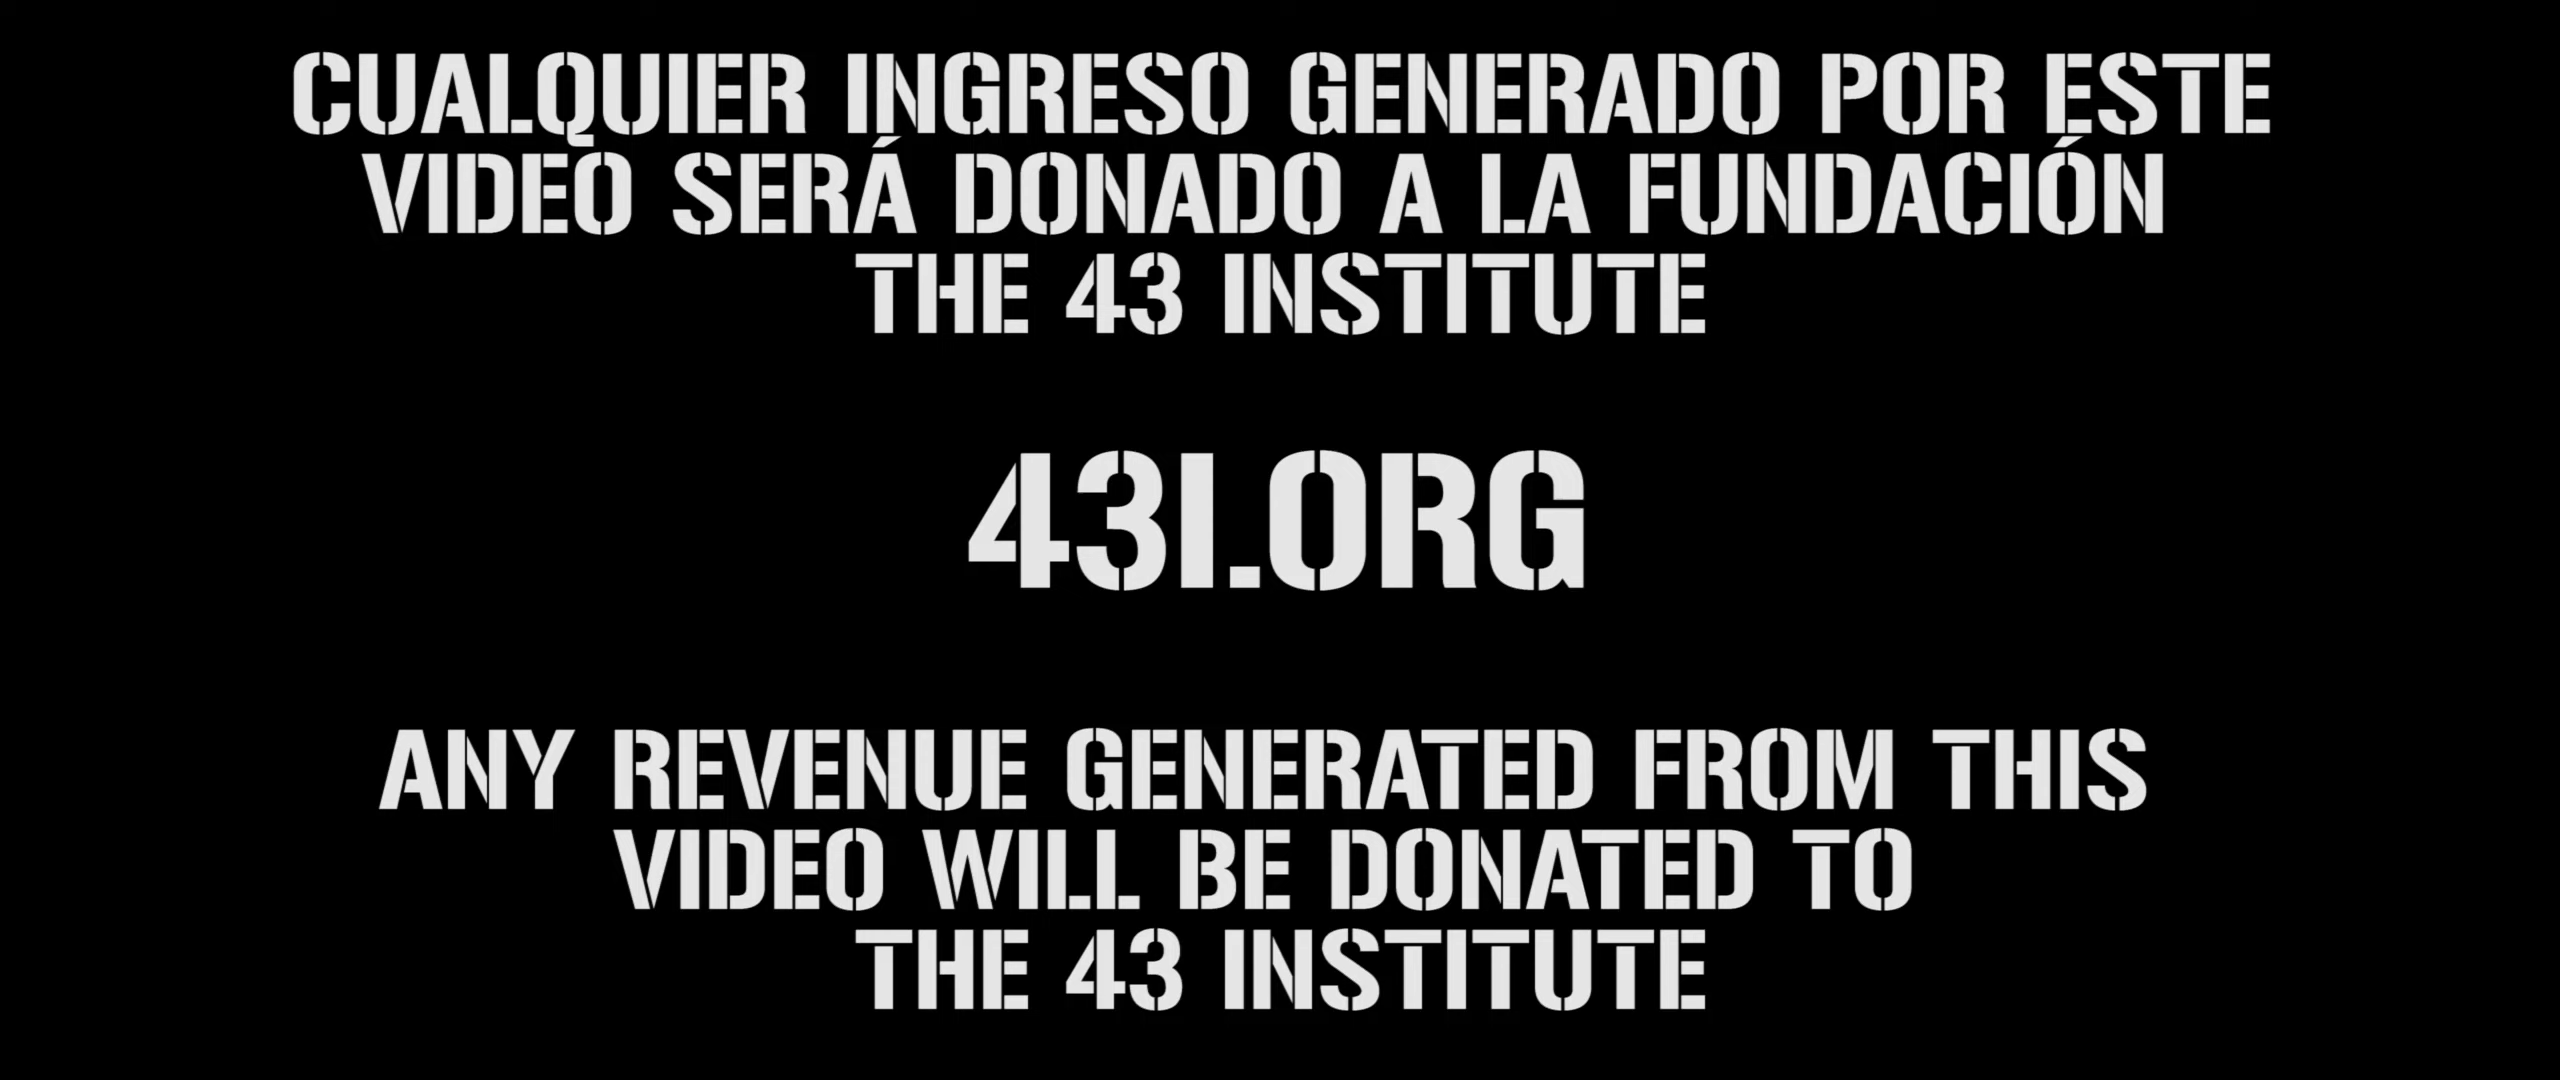 CUALQUIER INGRESO GENERADO POR ESTE
VIDEO SERÁ DONADO A LA FUNDACIÓN
THE 43 INSTITUTE
43I.ORG
ANY REVENUE GENERATED FROM THIS
VIDEO WILL BE DONATED TO
THE 43 INSTITUTE